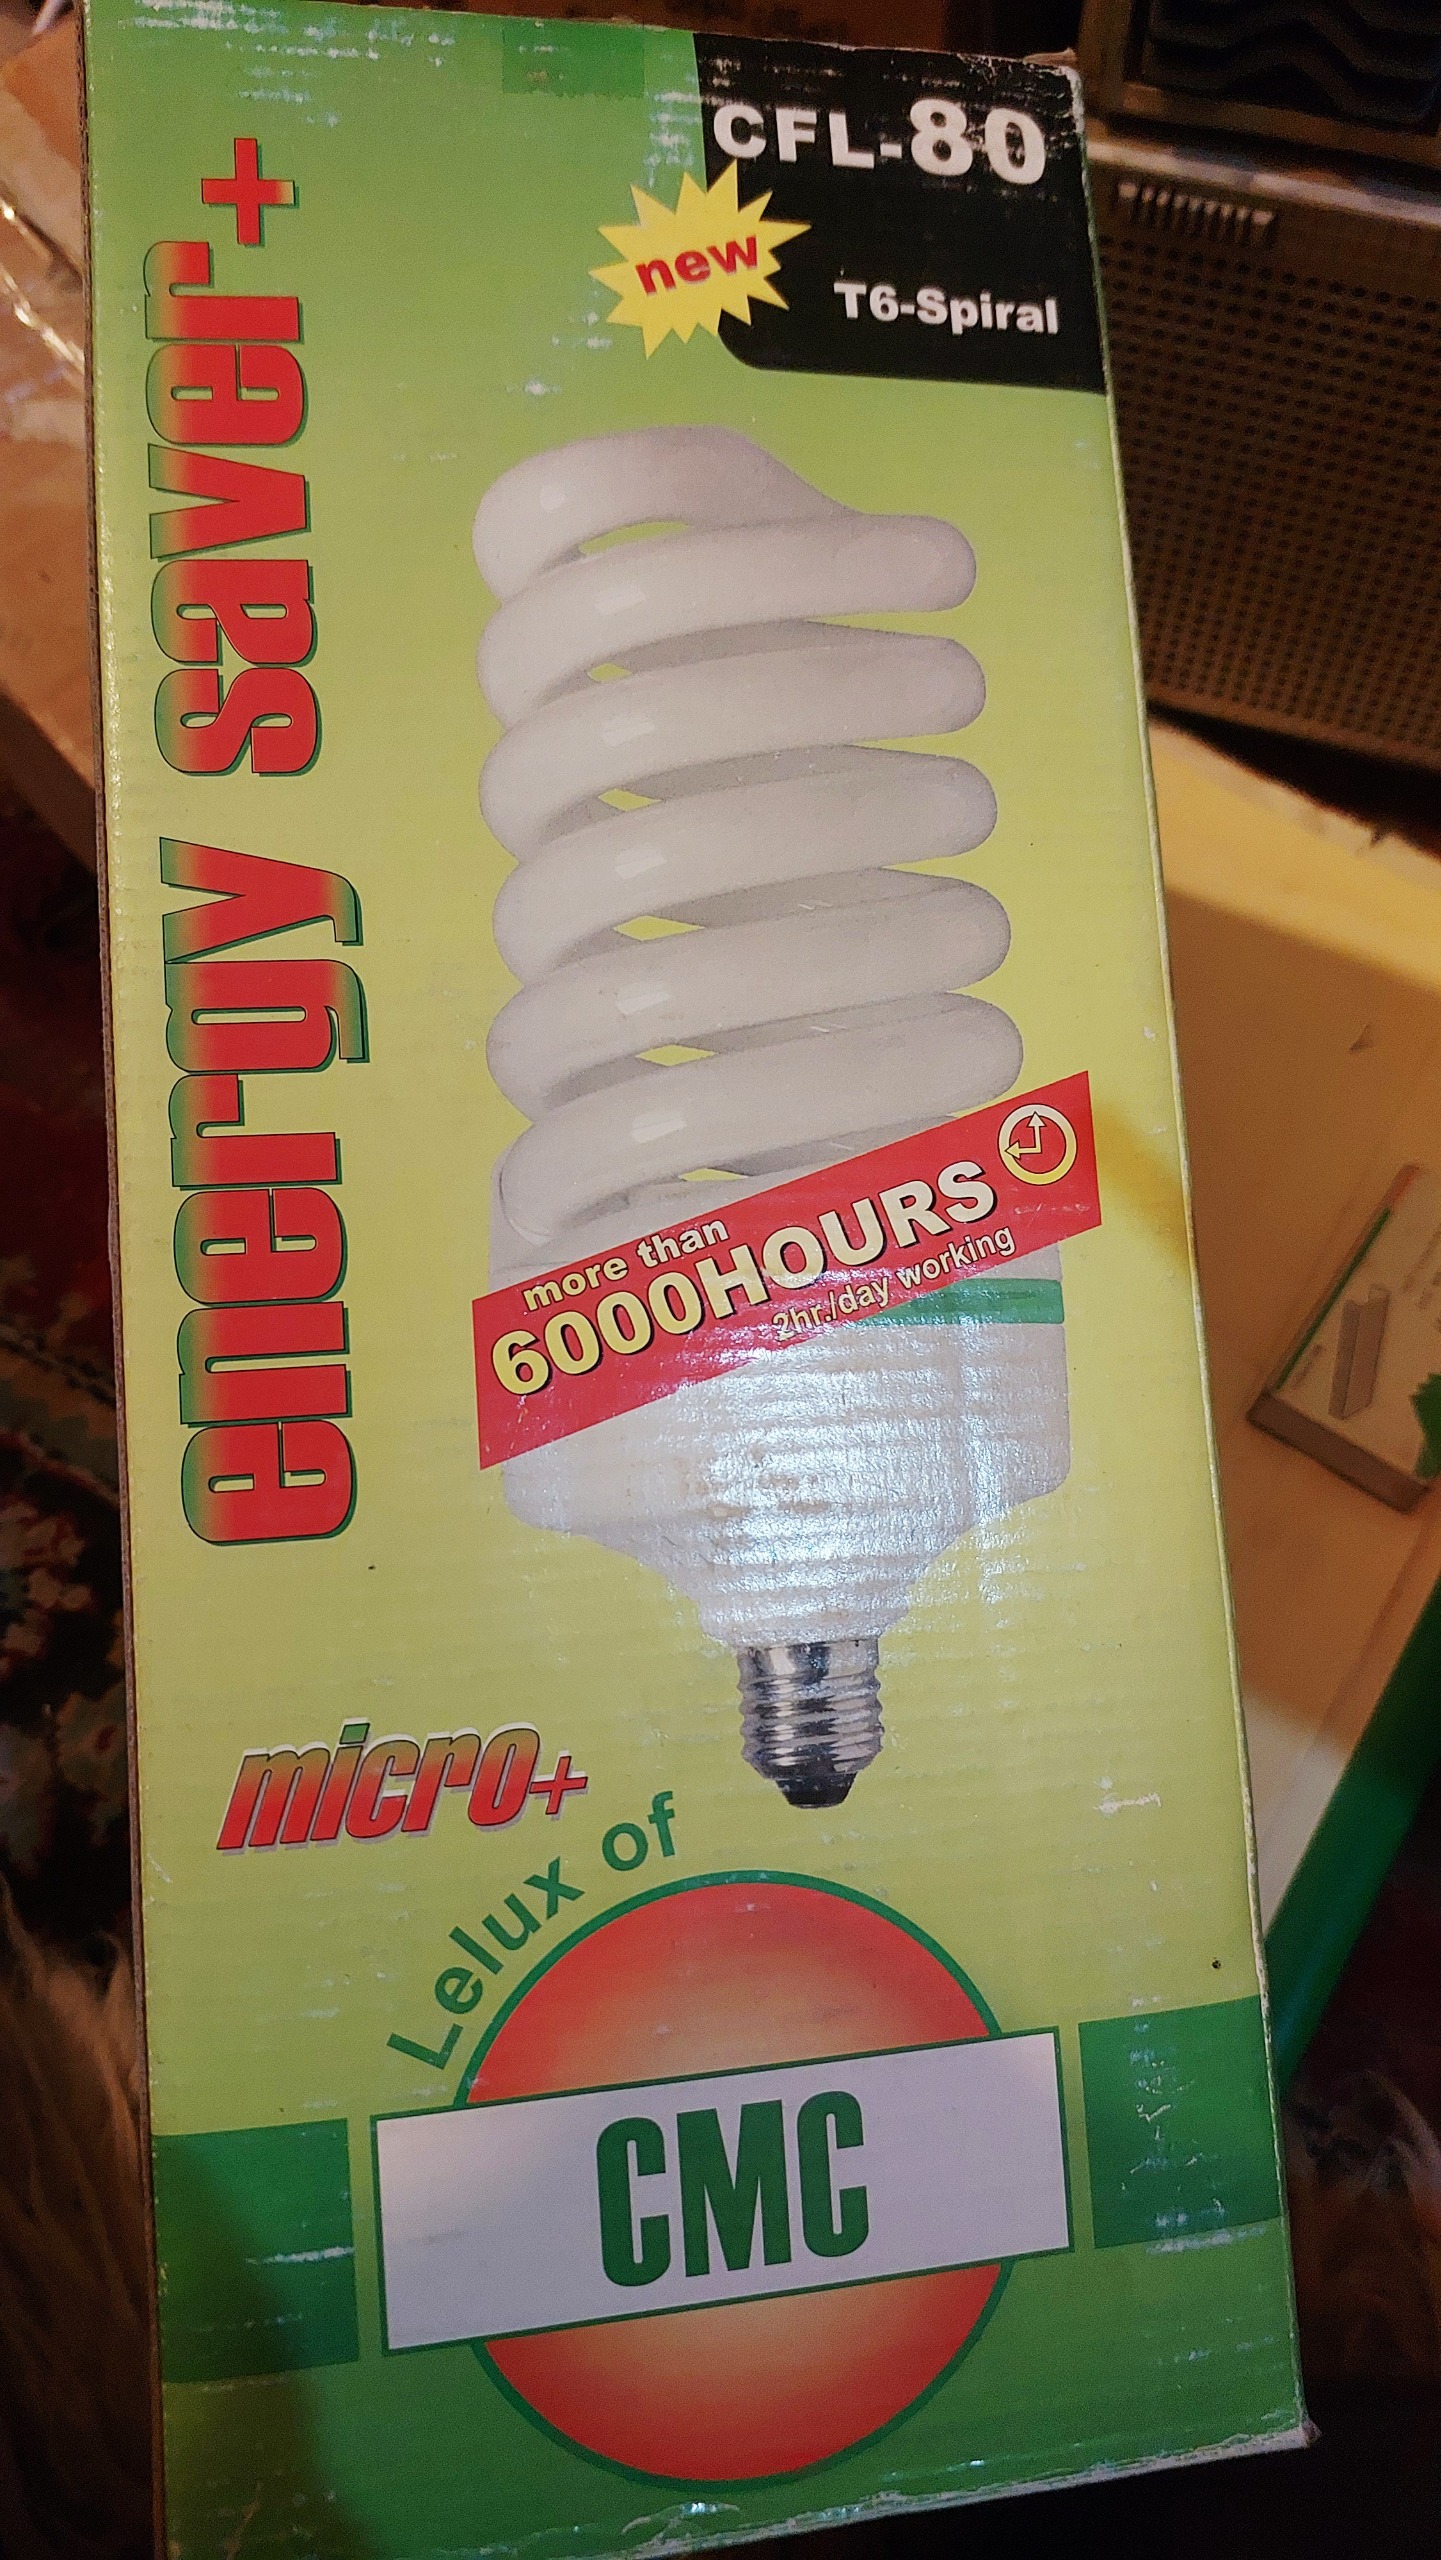 CFL-80
new
T6-Spiral
energy saver+
more than
6000HOURS
2hr./day working
micro+
Lelux of
CMC